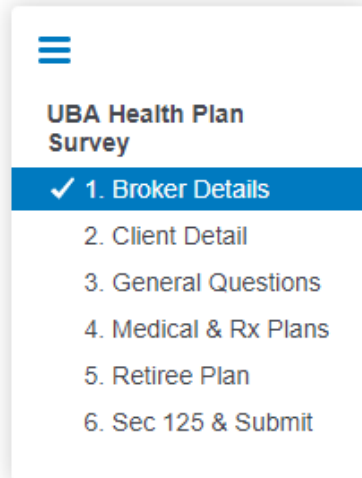 UBA Health Plan
Survey
1. Broker Details
2. Client Detail
3. General Questions
4. Medical & Rx Plans
5. Retiree Plan
6. Sec 125 & Submit